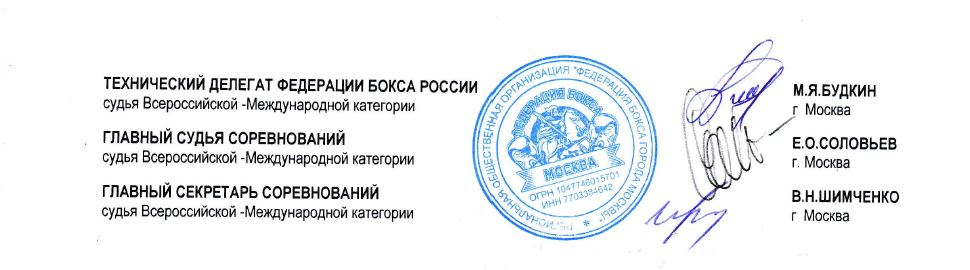 ТЕХНИЧЕСКИЙ ДЕЛЕГАТ ФЕДЕРАЦИИ БОКСА РОССИИ
судья Всероссийской -Международной категории
М.Я.БУДКИН
г Москва
ГЛАВНЫЙ СУДЬЯ СОРЕВНОВАНИЙ
судья Всероссийской -Международной категории
Е.О.СОЛОВЬЕВ
г. Москва
ГЛАВНЫЙ СЕКРЕТАРЬ СОРЕВНОВАНИЙ
судья Всероссийской -Международной категории
В.Н.ШИМЧЕНКО
г Москва
ОБЩЕСТВЕННАЯ ОРГАНИЗАЦИЯ "ФЕДЕРАЦИЯ БОКСА ГОРОДА МОСКВЫ"
ФЕДЕРАЦИЯ БОКСА
МОСКВА
ОГРН 1047746015701
ИНН 7703384642